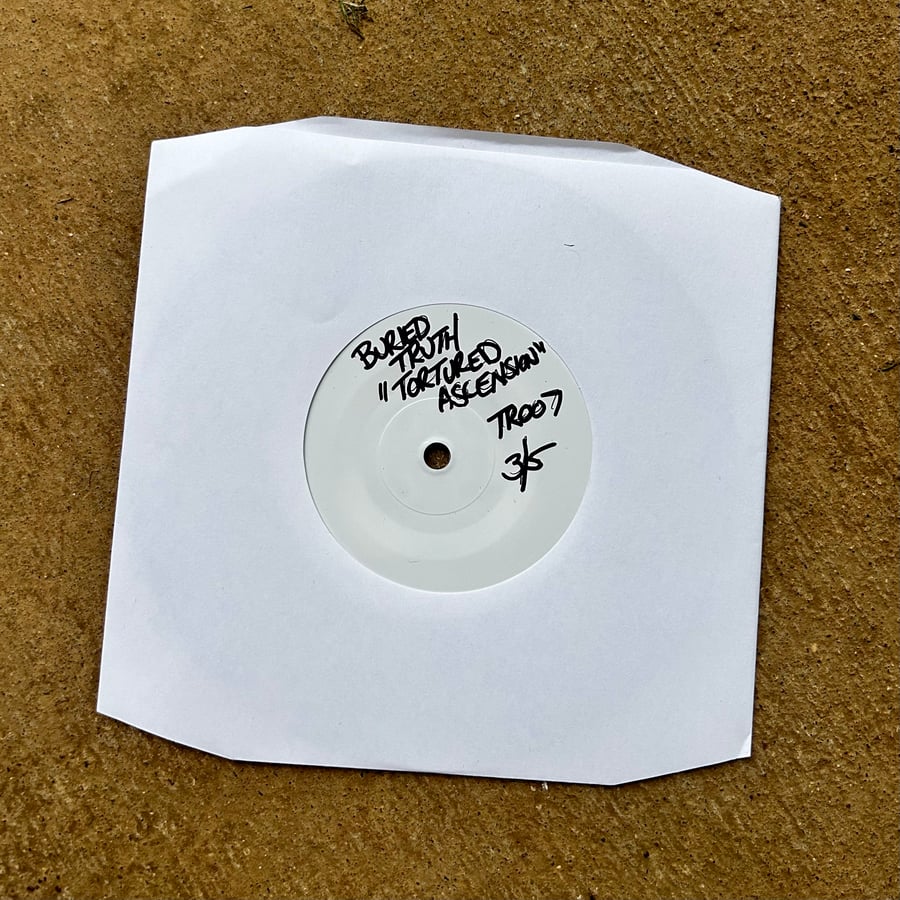 BURIED
TRUTH
"TORTURED
ASCENSION"
TR007
3/5